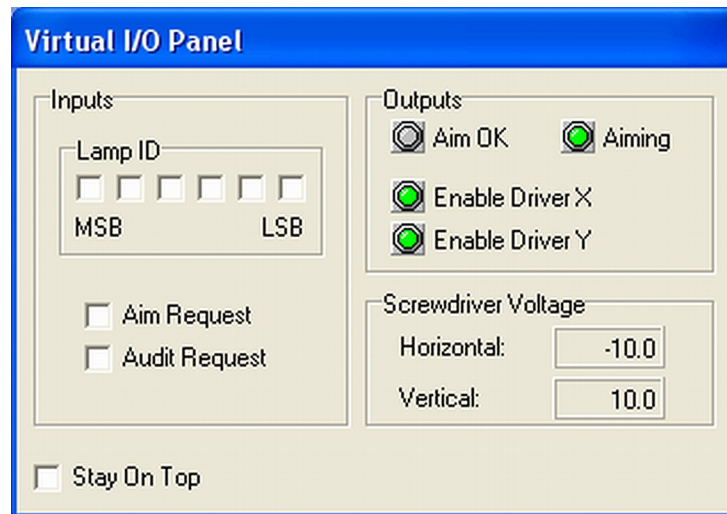 Virtual I/O Panel
Inputs
Lamp ID
MSB LSB
Aim Request
Audit Request
Outputs
Aim OK Aiming
Enable Driver X
Enable Driver Y
Screwdriver Voltage
Horizontal: -10.0
Vertical: 10.0
Stay On Top